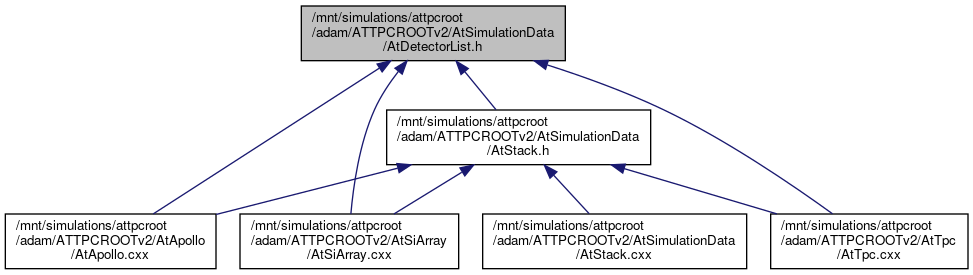 /mnt/simulations/attpcroot
/adam/ATTPCROOTv2/AtSimulationData
/AtDetectorList.h
/mnt/simulations/attpcroot
/adam/ATTPCROOTv2/AtSimulationData
/AtStack.h
/mnt/simulations/attpcroot
/adam/ATTPCROOTv2/AtApollo
/AtApollo.cxx
/mnt/simulations/attpcroot
/adam/ATTPCROOTv2/AtSiArray
/AtSiArray.cxx
/mnt/simulations/attpcroot
/adam/ATTPCROOTv2/AtSimulationData
/AtStack.cxx
/mnt/simulations/attpcroot
/adam/ATTPCROOTv2/AtTpc
/AtTpc.cxx